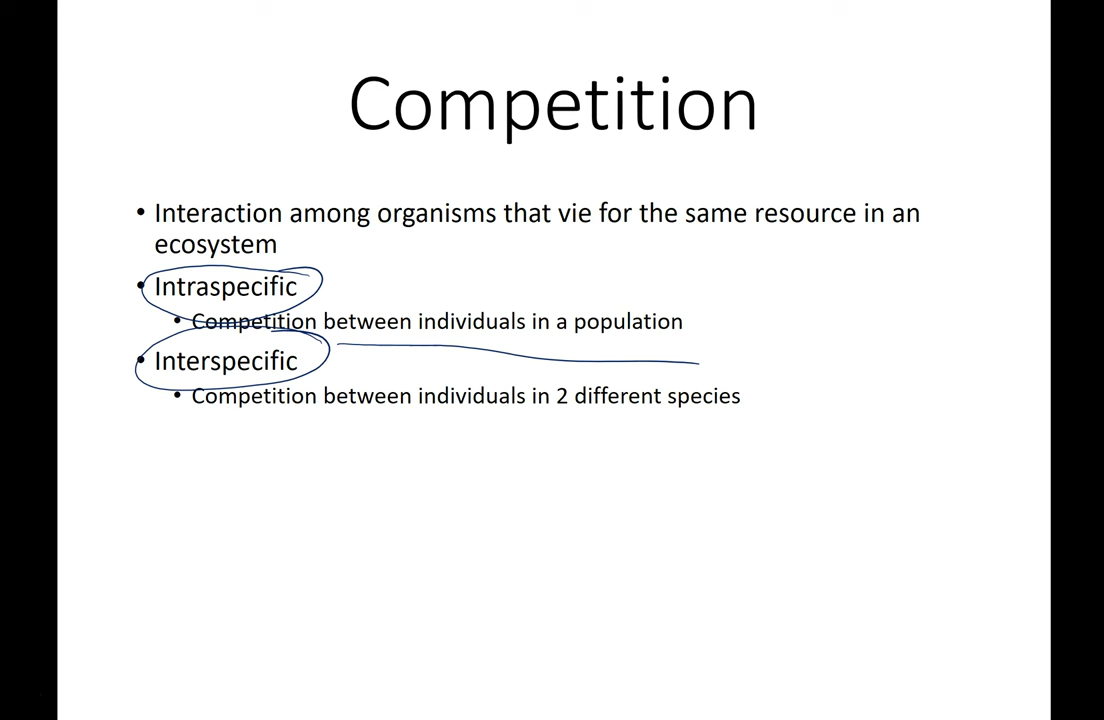 Competition
• Interaction among organisms that vie for the same resource in an
ecosystem
• Intraspecific
• Competition between individuals in a population
• Interspecific
• Competition between individuals in 2 different species